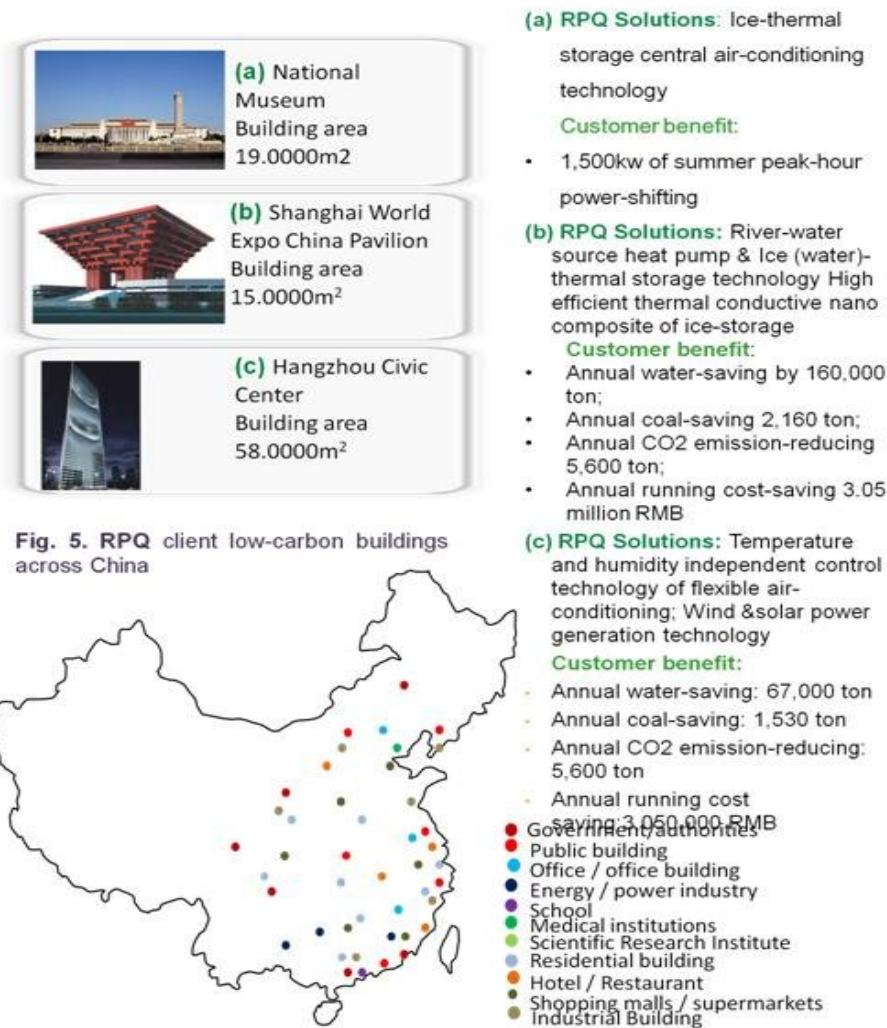 (a) National
Museum
Building area
19.0000m2
(b) Shanghai World
Expo China Pavilion
Building area
15.0000m²
(c) Hangzhou Civic
Center
Building area
58.0000m²
Fig. 5. RPQ client low-carbon buildings
across China
(a) RPQ Solutions: Ice-thermal
storage central air-conditioning
technology
Customer benefit:
• 1,500kw of summer peak-hour
power-shifting
(b) RPQ Solutions: River-water
source heat pump & Ice (water)-
thermal storage technology High
efficient thermal conductive nano
composite of ice-storage
Customer benefit:
• Annual water-saving by 160,000
ton;
• Annual coal-saving 2,160 ton;
• Annual CO2 emission-reducing
5,600 ton;
• Annual running cost-saving 3.05
million RMB
(c) RPQ Solutions: Temperature
and humidity independent control
technology of flexible air-
conditioning; Wind &solar power
generation technology
Customer benefit:
- Annual water-saving: 67,000 ton
- Annual coal-saving: 1,530 ton
- Annual CO2 emission-reducing:
5,600 ton
- Annual running cost
saving:3,050,000 RMB
Government/authorities
Public building
Office / office building
Energy / power industry
School
Medical institutions
Scientific Research Institute
Residential building
Hotel / Restaurant
Shopping malls / supermarkets
Industrial Building